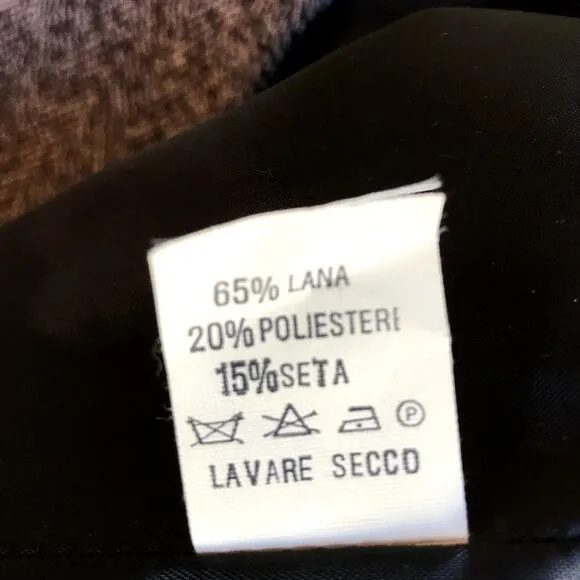 65% LANA
20% POLIESTERE
15% SETA
P
LAVARE SECCO